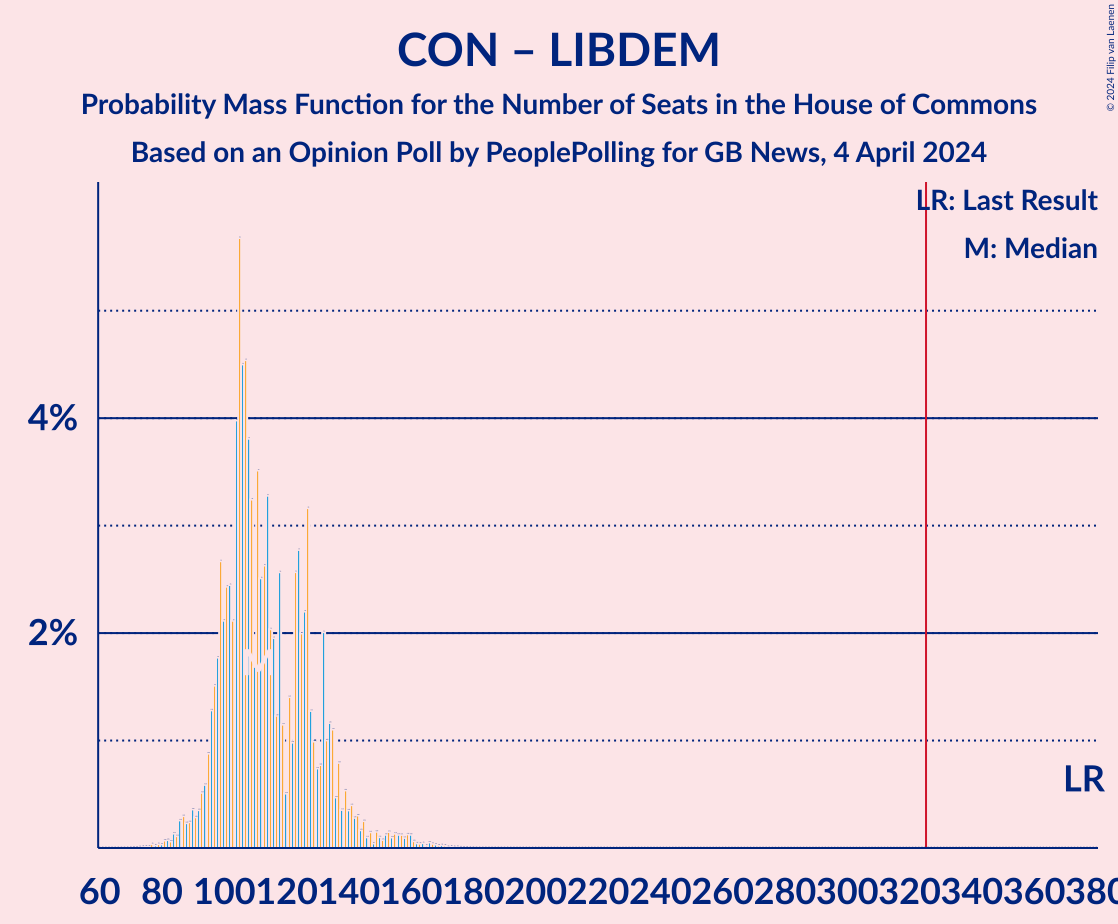 CON – LIBDEM
Probability Mass Function for the Number of Seats in the House of Commons
Based on an Opinion Poll by PeoplePolling for GB News, 4 April 2024
© 2024 Filip van Laenen
LR: Last Result
M: Median
4%
2%
LR
60 80 100 120 140 160 180 200 220 240 260 280 300 320 340 360 380